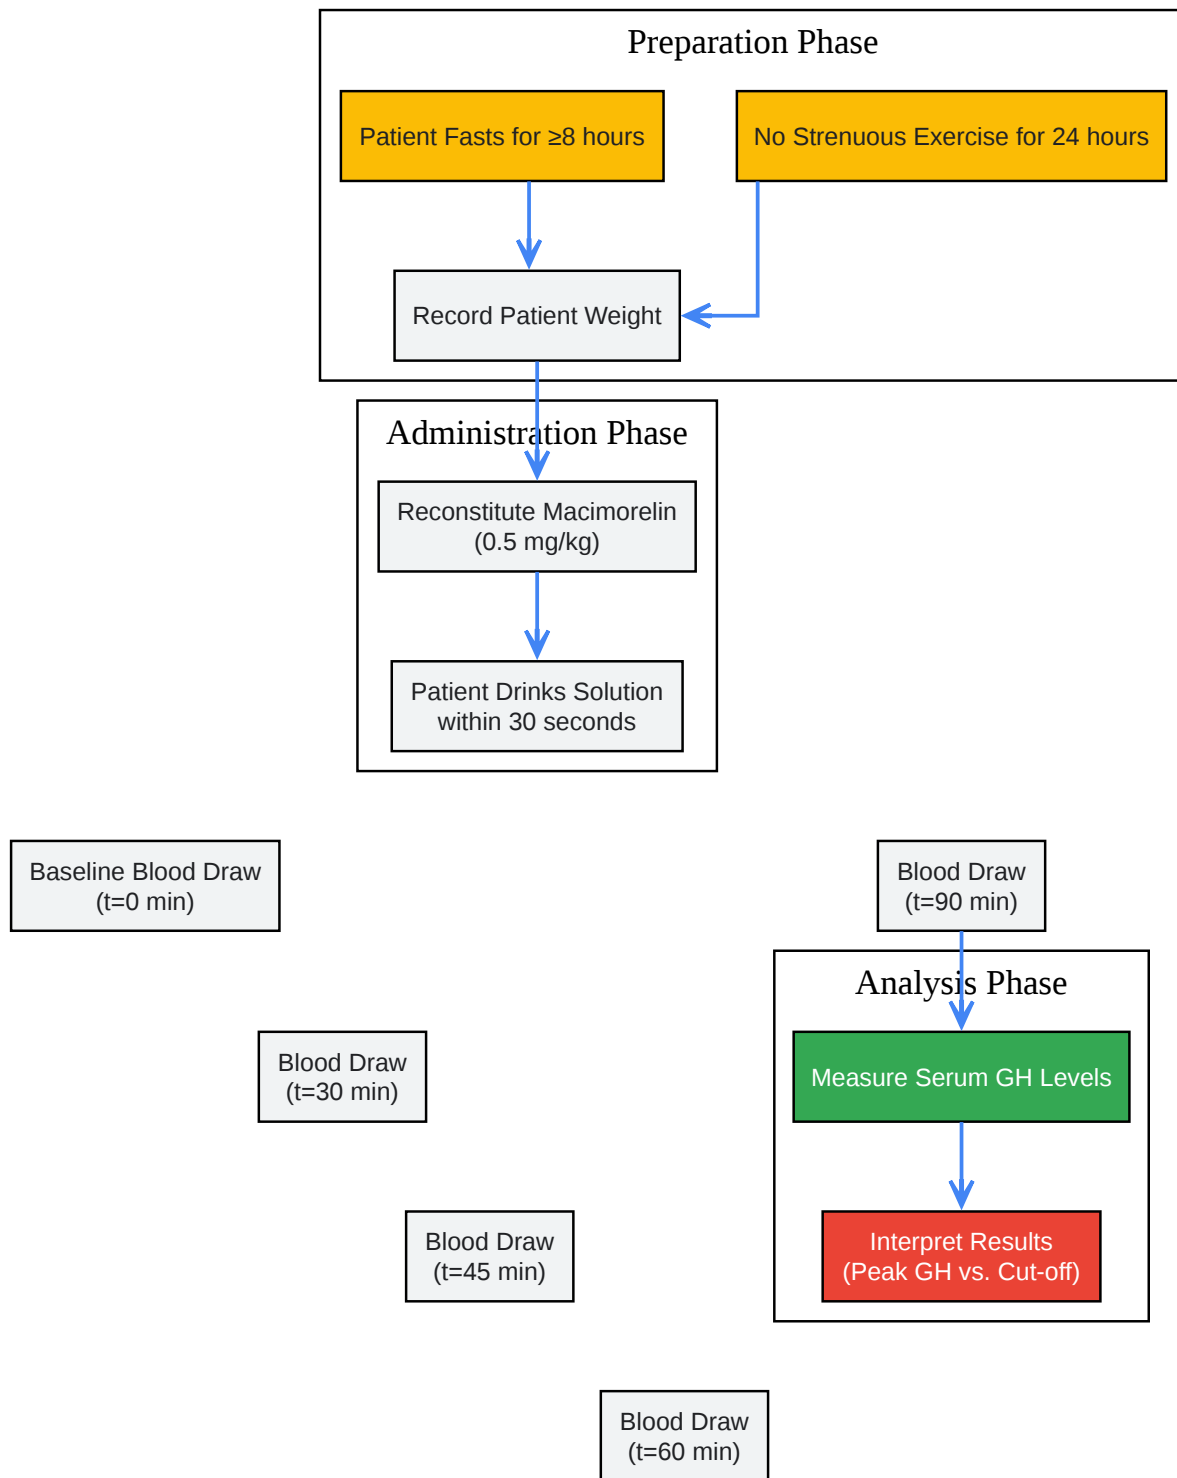 Preparation Phase
Patient Fasts for ≥8 hours
No Strenuous Exercise for 24 hours
Record Patient Weight
Administration Phase
Reconstitute Macimorelin
(0.5 mg/kg)
Patient Drinks Solution
within 30 seconds
Baseline Blood Draw
(t=0 min)
Blood Draw
(t=90 min)
Analysis Phase
Blood Draw
(t=30 min)
Measure Serum GH Levels
Blood Draw
(t=45 min)
Interpret Results
(Peak GH vs. Cut-off)
Blood Draw
(t=60 min)